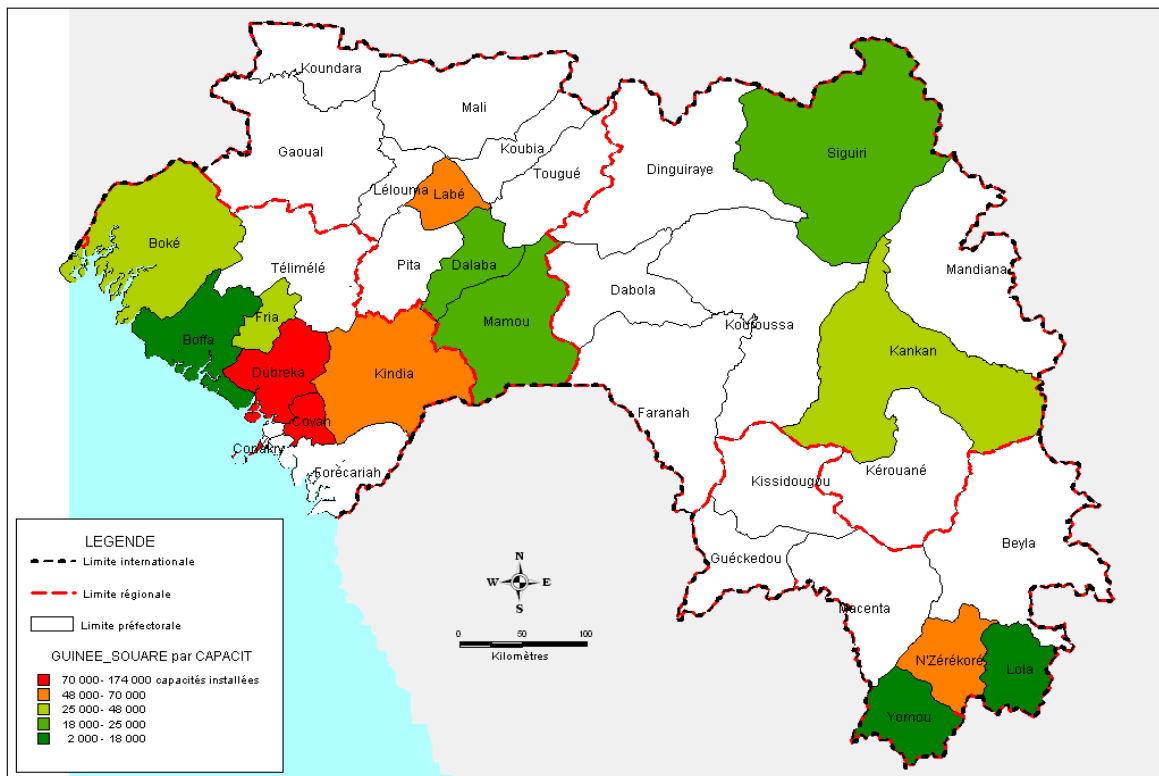 Koundara
Mali
Gaoual
Koubia
Tougué
Siguiri
Dinguiraye
Lélouma
Labé
Boké
Télimélé
Pita
Dalaba
Mandiana
Dabola
Fria
Boffa
Mamou
Kouroussa
Kankan
Dubreka
Kindia
Faranah
Coyah
Conakry
Forècariah
Kérouané
Kissidougou
Beyla
Guéckedou
Macenta
N'Zérékoré
Lola
Yomou
N
W E
S
0 50 100
Kilomètres
LEGENDE
Limite internationale
Limite régionale
Limite préfectorale
GUINEE_SOUARE par CAPACIT
70 000- 174 000 capacités installées
48 000- 70 000
25 000- 48 000
18 000- 25 000
2 000- 18 000